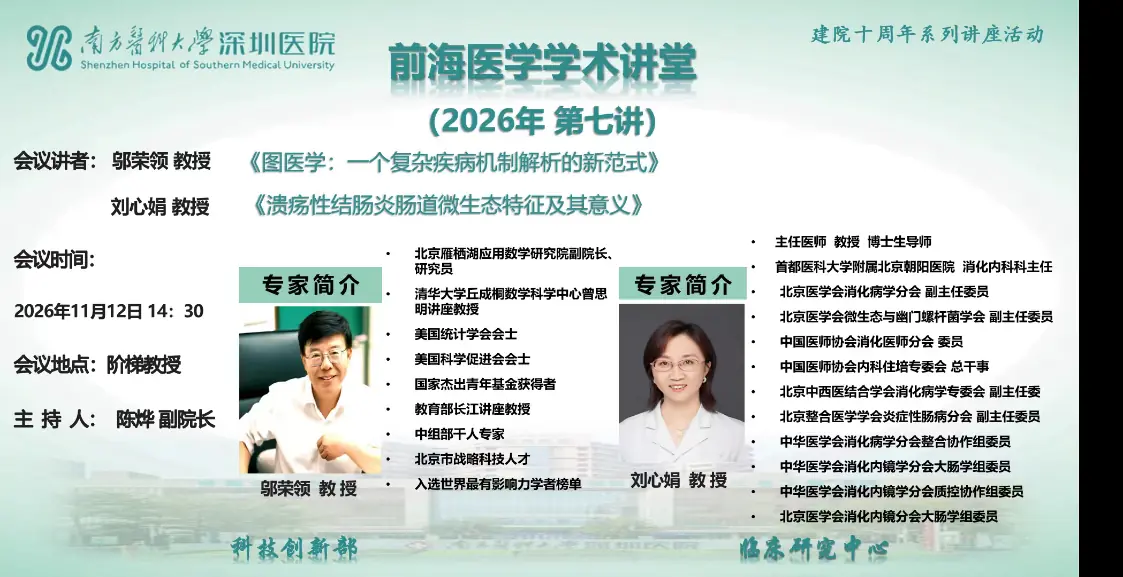 南方医科大学深圳医院
Shenzhen Hospital of Southern Medical University
建院十周年系列讲座活动
前海医学学术讲堂
（2026年 第七讲）
会议讲者： 邬荣领 教授 《图医学：一个复杂疾病机制解析的新范式》
刘心娟 教授 《溃疡性结肠炎肠道微生态特征及其意义》
会议时间：
2026年11月12日 14：30
会议地点：阶梯教授
主 持 人： 陈烨 副院长
专家简介
邬荣领 教 授
• 北京雁栖湖应用数学研究院副院长、
研究员
• 清华大学丘成桐数学科学中心曾思
明讲座教授
• 美国统计学会会士
• 美国科学促进会会士
• 国家杰出青年基金获得者
• 教育部长江讲座教授
• 中组部千人专家
• 北京市战略科技人才
• 入选世界最有影响力学者榜单
专家简介
刘心娟 教 授
• 主任医师 教授 博士生导师
• 首都医科大学附属北京朝阳医院 消化内科科主任
• 北京医学会消化病学分会 副主任委员
• 北京医学会微生态与幽门螺杆菌学会 副主任委员
• 中国医师协会消化医师分会 委员
• 中国医师协会内科住培专委会 总干事
• 北京中西医结合学会消化病学专委会 副主任委
• 北京整合医学学会炎症性肠病分会 副主任委员
• 中华医学会消化病学分会整合协作组委员
• 中华医学会消化内镜学分会大肠学组委员
• 中华医学会消化内镜学分会质控协作组委员
• 北京医学会消化内镜分会大肠学组委员
科技创新部
临床研究中心